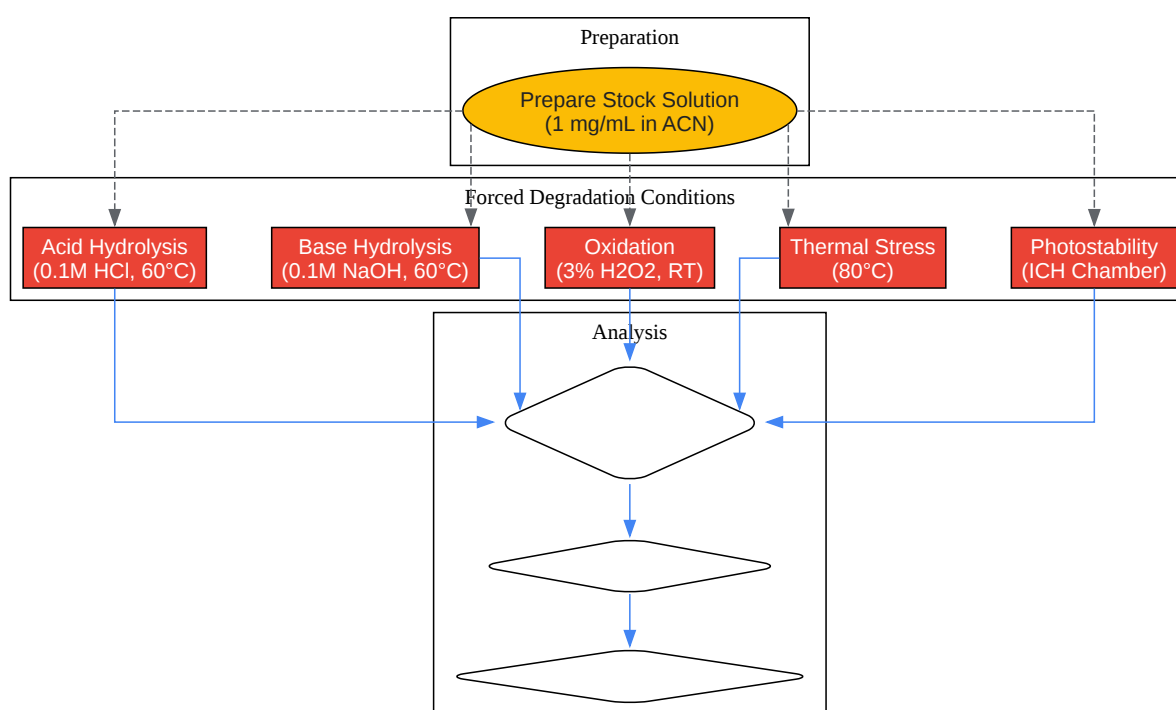 Preparation
Prepare Stock Solution
(1 mg/mL in ACN)
Forced Degradation Conditions
Acid Hydrolysis
(0.1M HCl, 60°C)
Base Hydrolysis
(0.1M NaOH, 60°C)
Oxidation
(3% H2O2, RT)
Thermal Stress
(80°C)
Photostability
(ICH Chamber)
Analysis